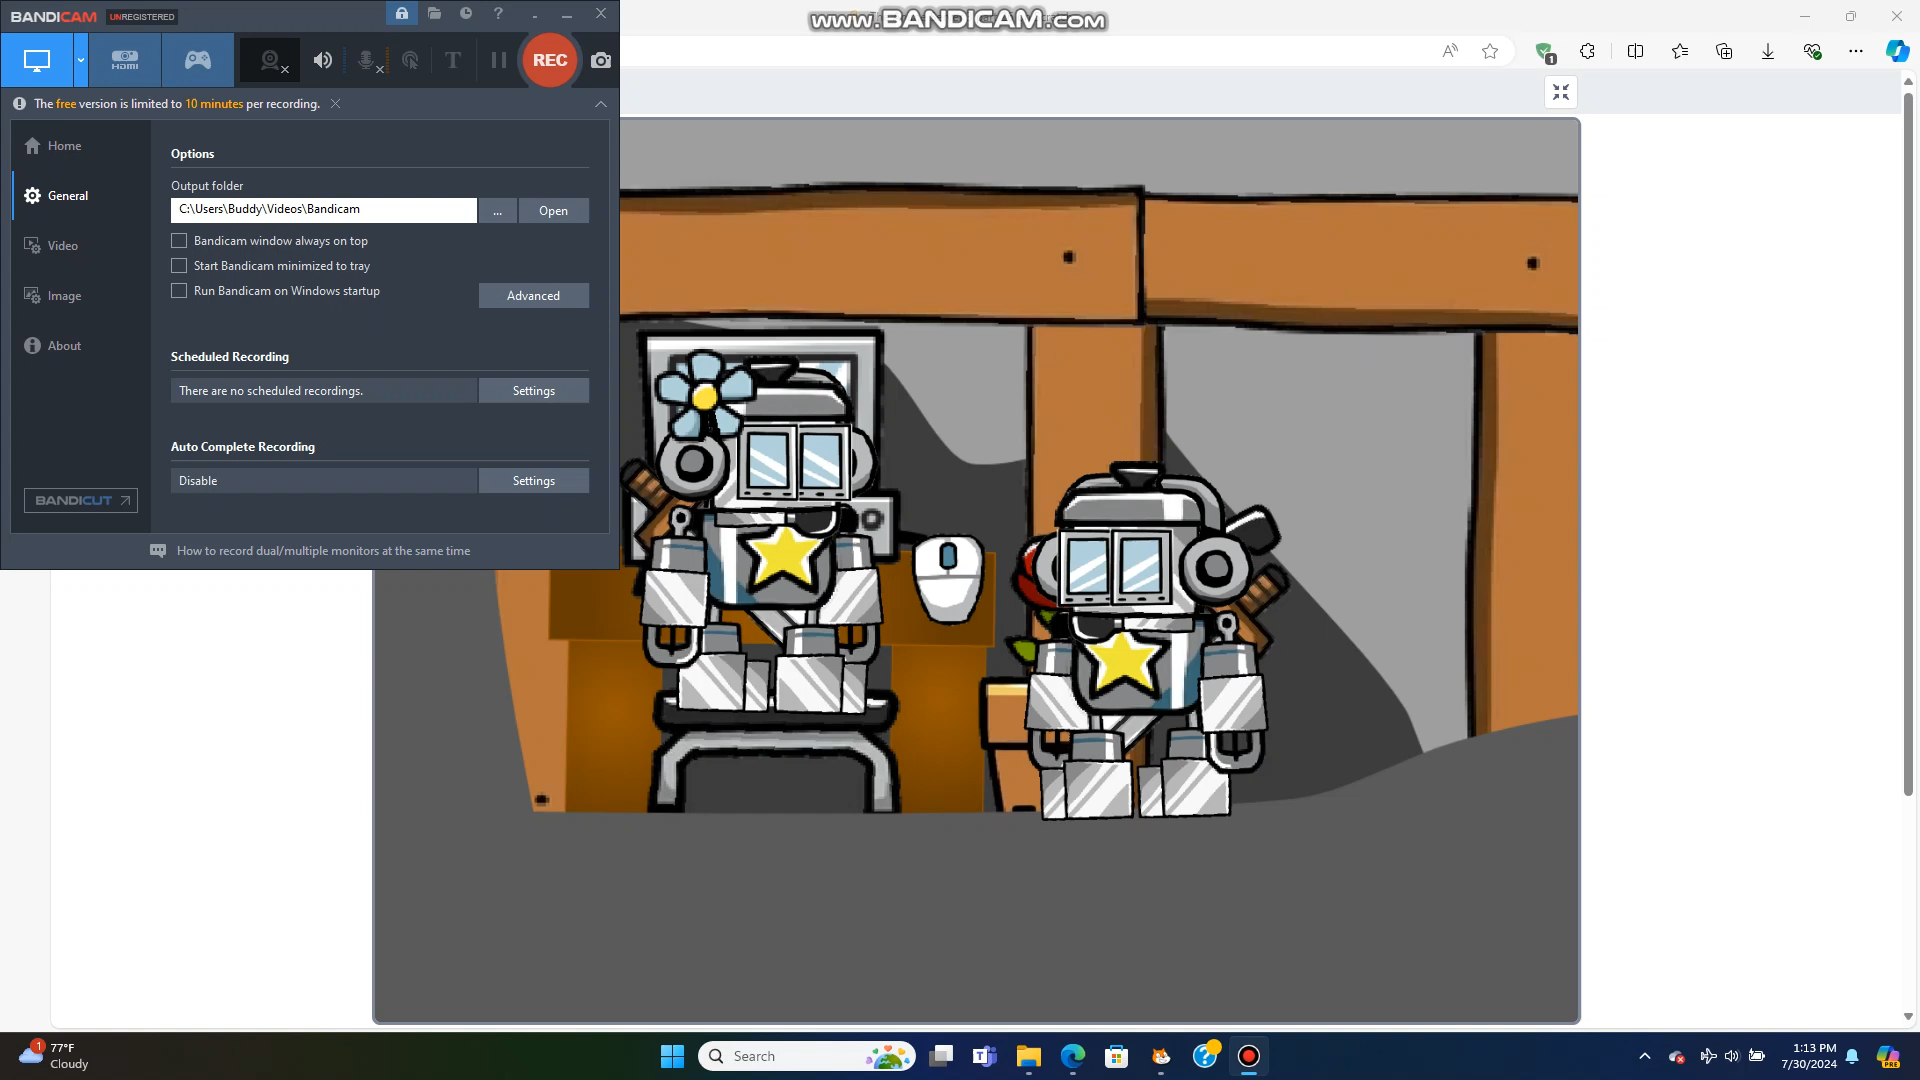 BANDICAM UNREGISTERED
www.BANDICAM.com
HDMI
T
REC
1
The free version is limited to 10 minutes per recording.
Home
General
Video
Image
About
BANDICUT
Options
Output folder
C:\Users\Buddy\Videos\Bandicam
... Open
Bandicam window always on top
Start Bandicam minimized to tray
Run Bandicam on Windows startup
Advanced
Scheduled Recording
There are no scheduled recordings. Settings
Auto Complete Recording
Disable Settings
How to record dual/multiple monitors at the same time
1
77°F
Cloudy
Search
1:13 PM
7/30/2024
PRE